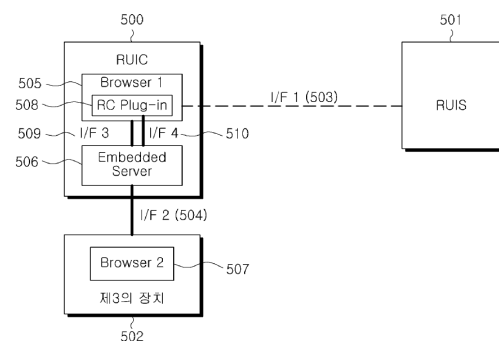 500
501
RUIC
505
Browser 1
508
RC Plug-in
I/F 1 (503)
RUIS
509
I/F 3
I/F 4
510
506
Embedded
Server
I/F 2 (504)
Browser 2
507
제3의 장치
502